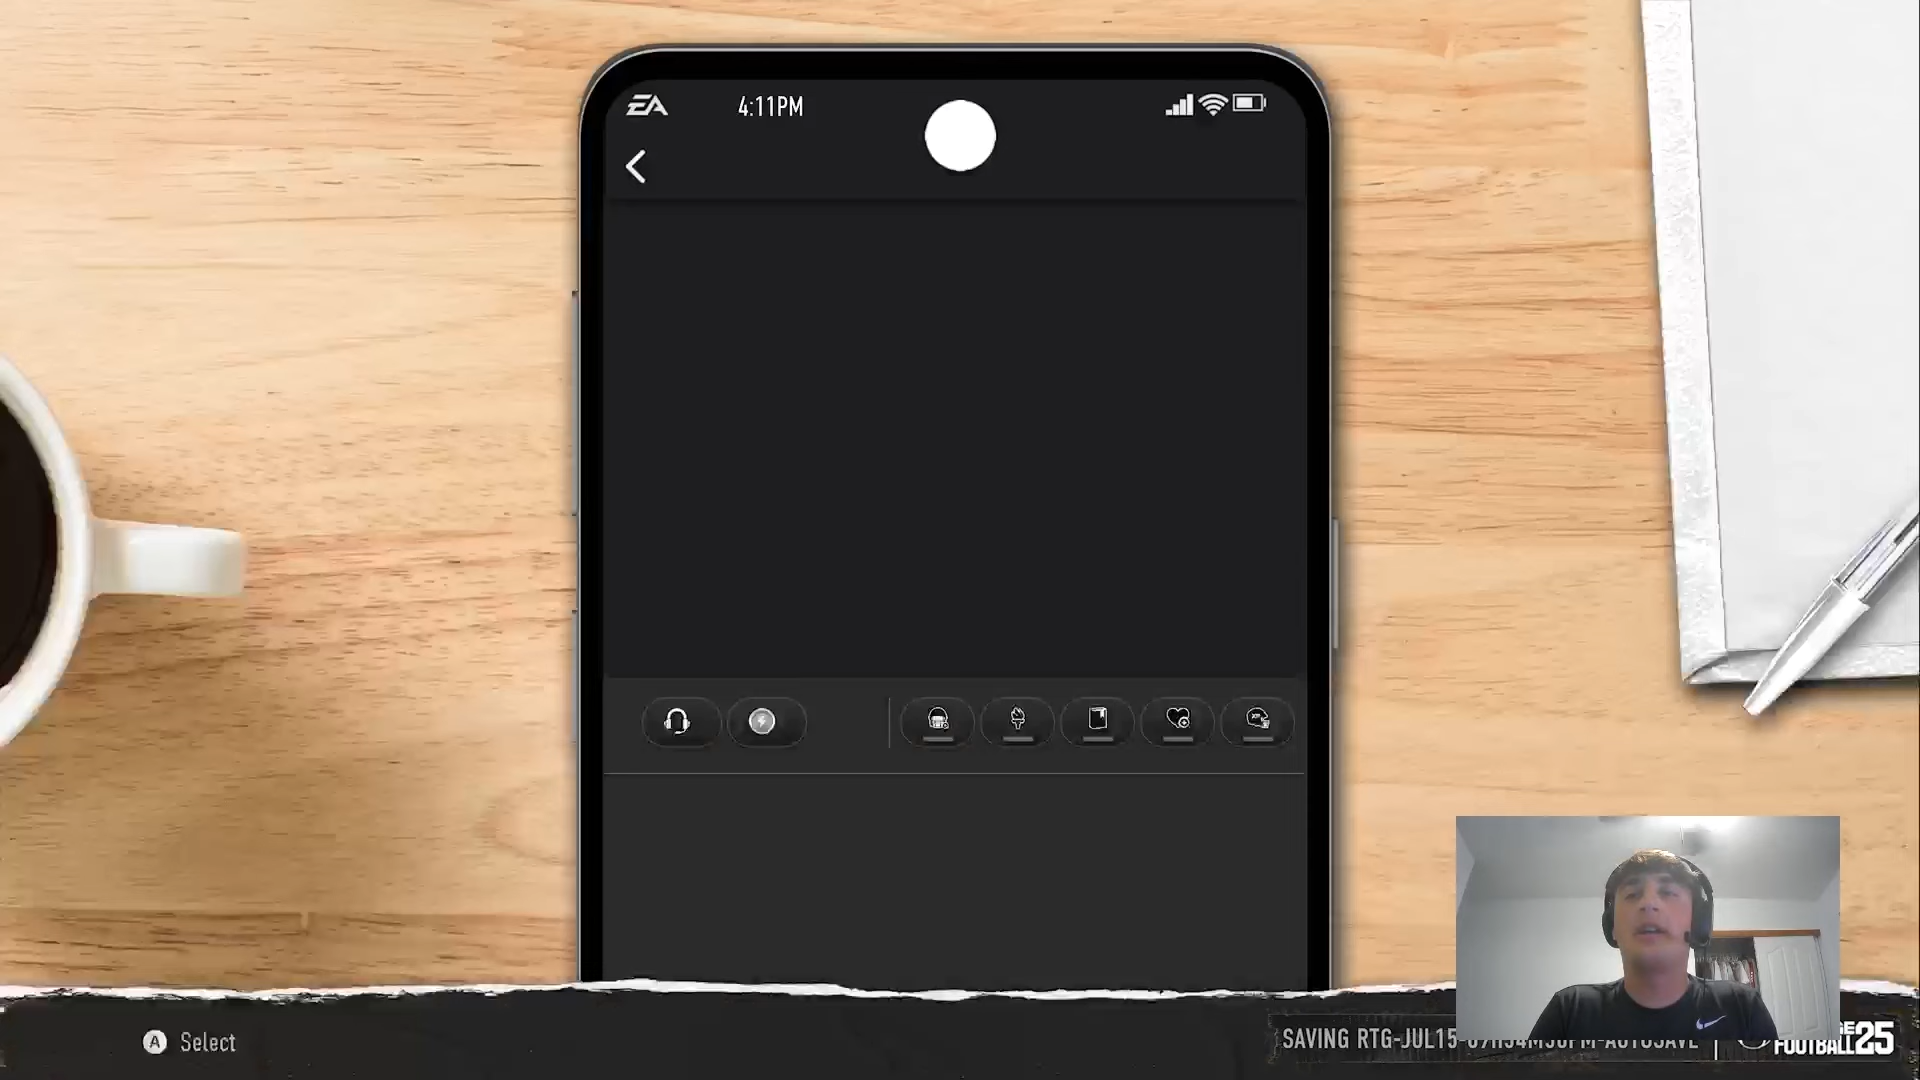 EA
4:11PM
A Select
SAVING RTG-JUL15-
FOOTBALL 25